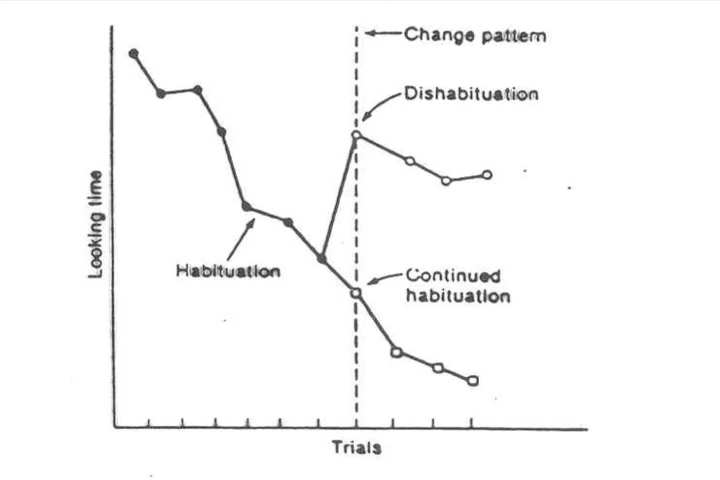 Change pattern
Dishabituation
Looking time
Habituation
Continued
habituation
Trials